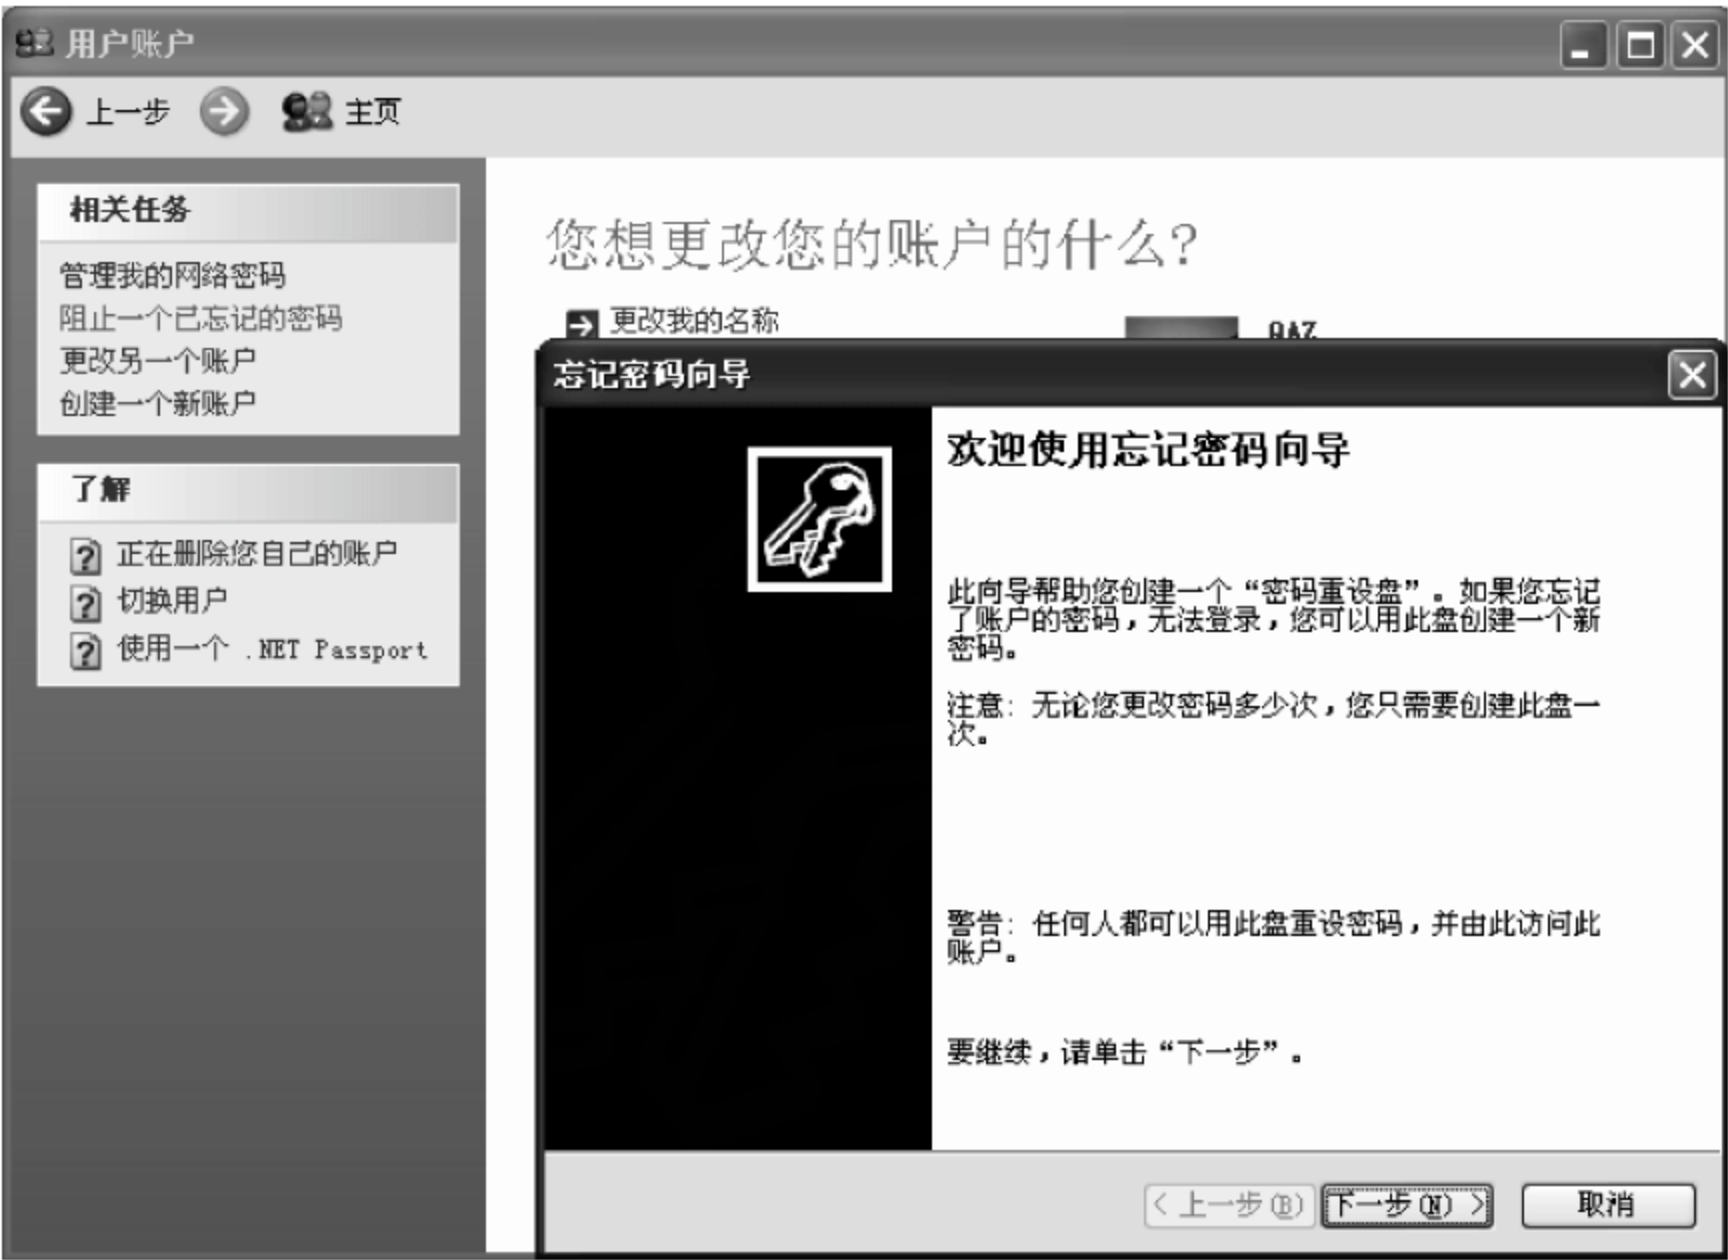 用户账户
上一步 主页
相关任务
管理我的网络密码
阻止一个已忘记的密码
更改另一个账户
创建一个新账户
了解
正在删除您自己的账户
切换用户
使用一个 .NET Passport
您想更改您的账户的什么?
更改我的名称
QAZ
忘记密码向导
欢迎使用忘记密码向导
此向导帮助您创建一个“密码重设盘”。如果您忘记
了账户的密码，无法登录，您可以用此盘创建一个新
密码。
注意: 无论您更改密码多少次，您只需要创建此盘一
次。
警告: 任何人都可以用此盘重设密码，并由此访问此
账户。
要继续，请单击“下一步”。
< 上一步(B) 下一步(N) > 取消